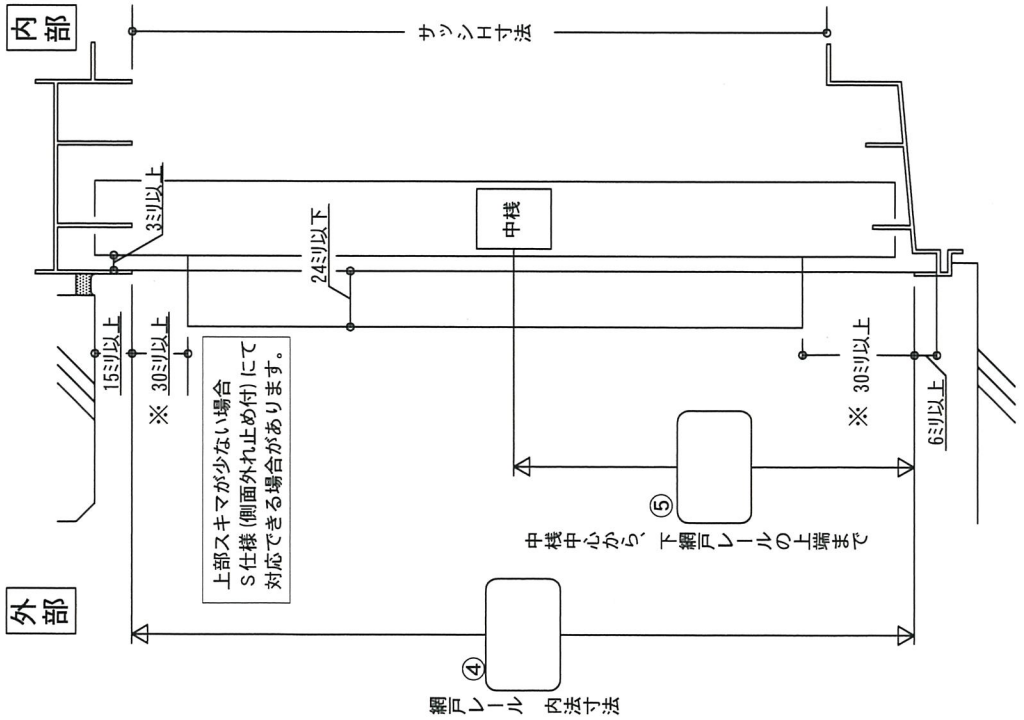 外部
内部
サッシH寸法
3ミリ以上
15ミリ以上
※ 30ミリ以上
24ミリ以下
中桟
上部スキマが少ない場合
S仕様(側面外れ止め付)にて
対応できる場合があります。
※ 30ミリ以上
6ミリ以上
⑤
中桟中心から、下網戸レールの上端まで
④
網戸レール 内法寸法